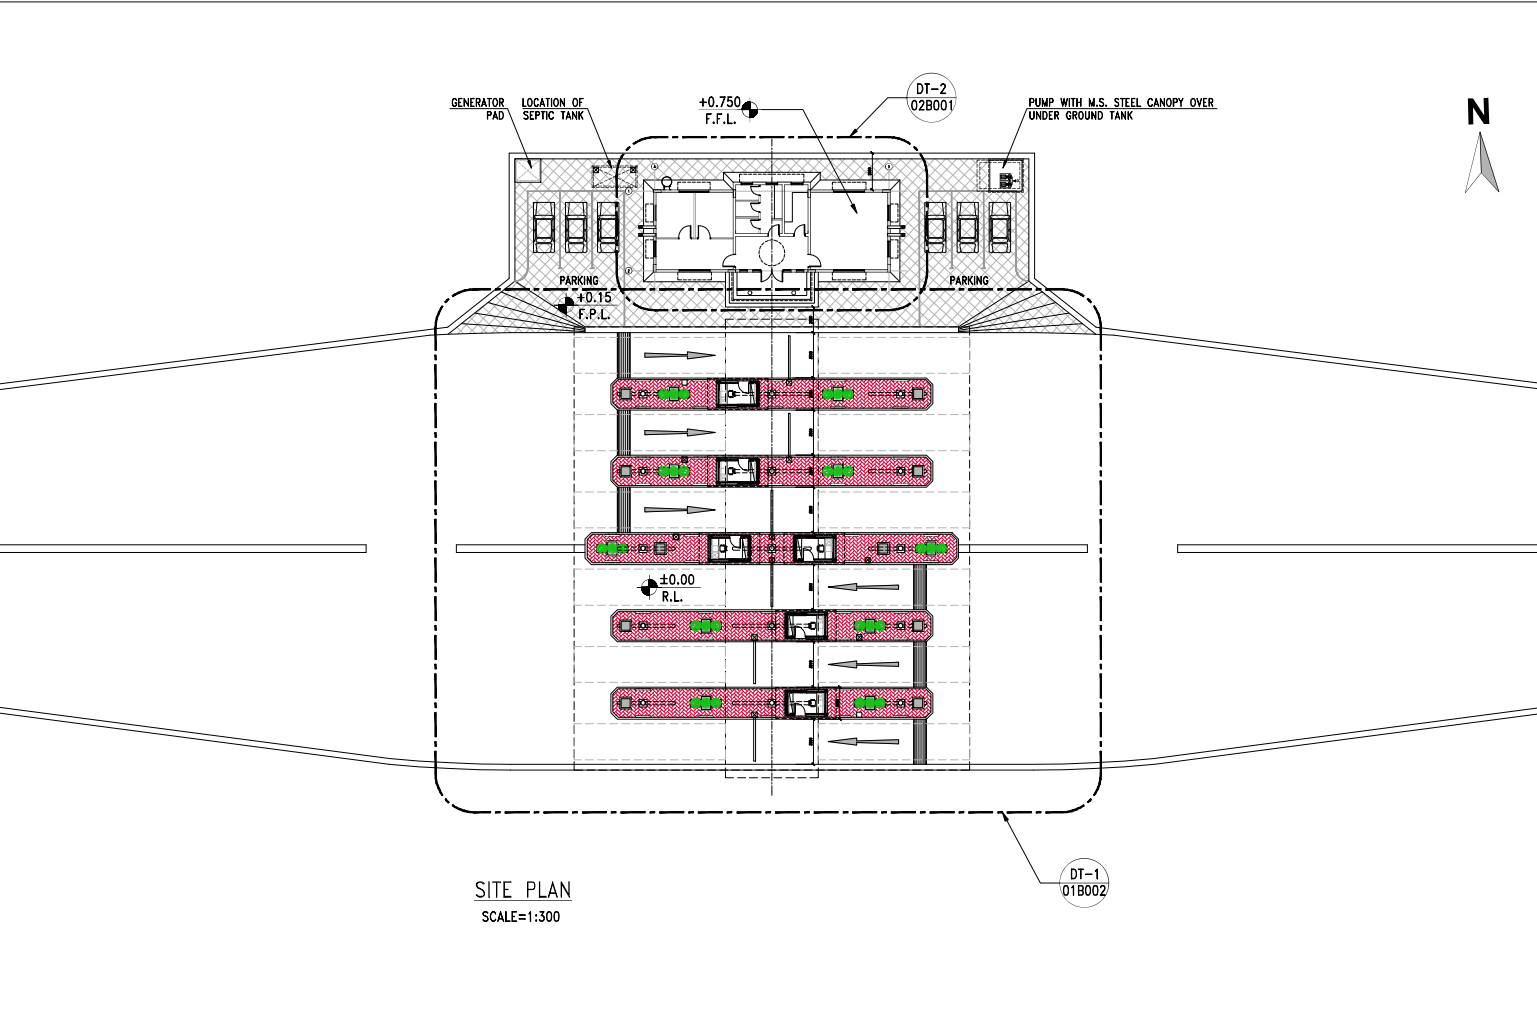 GENERATOR
PAD
LOCATION OF
SEPTIC TANK
+0.750
F.F.L.
DT-2
02B001
PUMP WITH M.S. STEEL CANOPY OVER
UNDER GROUND TANK
N
PARKING
PARKING
+0.15
F.P.L.
±0.00
R.L.
DT-1
01B002
SITE PLAN
SCALE=1:300